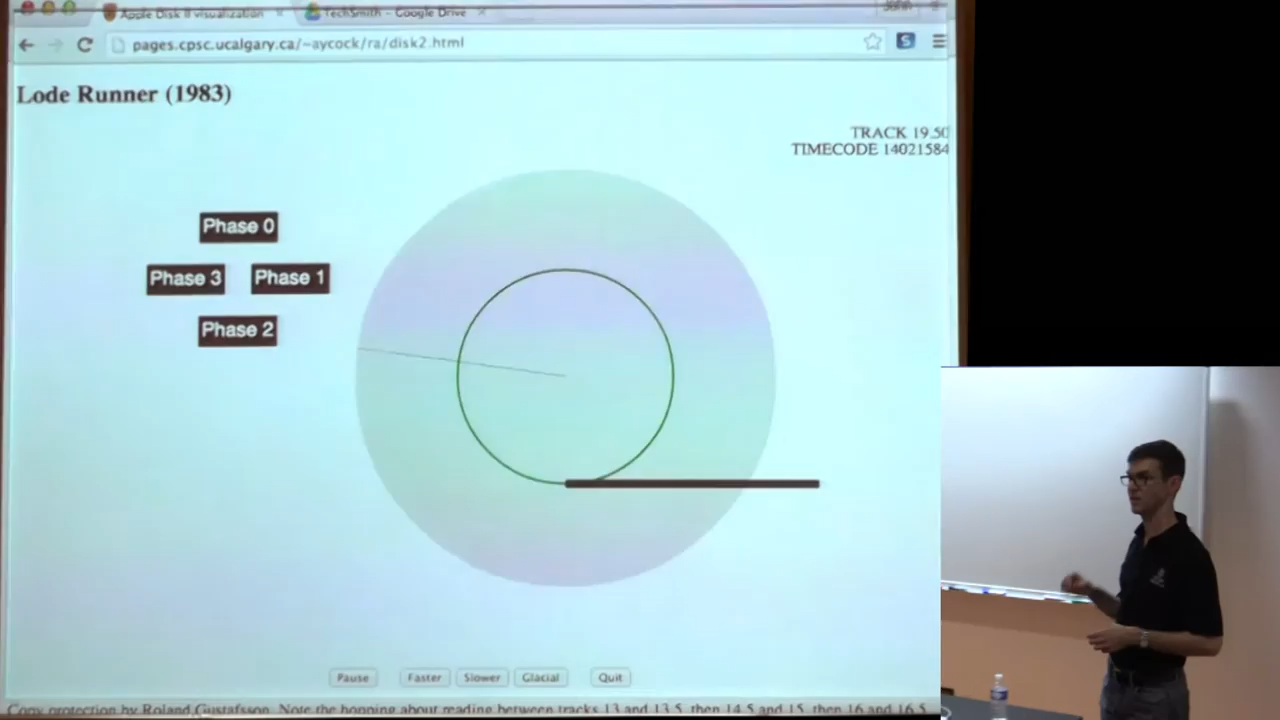 Apple Disk II visualization
TechSmith - Google Drive
John
pages.cpsc.ucalgary.ca/~aycock/ra/disk2.html
S
Lode Runner (1983)
TRACK 19.50
TIMECODE 14021584
Phase 0
Phase 3
Phase 1
Phase 2
Pause
Faster
Slower
Glacial
Quit
Copy protection by Roland Gustafsson. Note the hopping about reading between tracks 13 and 13.5, then 14.5 and 15, then 16 and 16.5